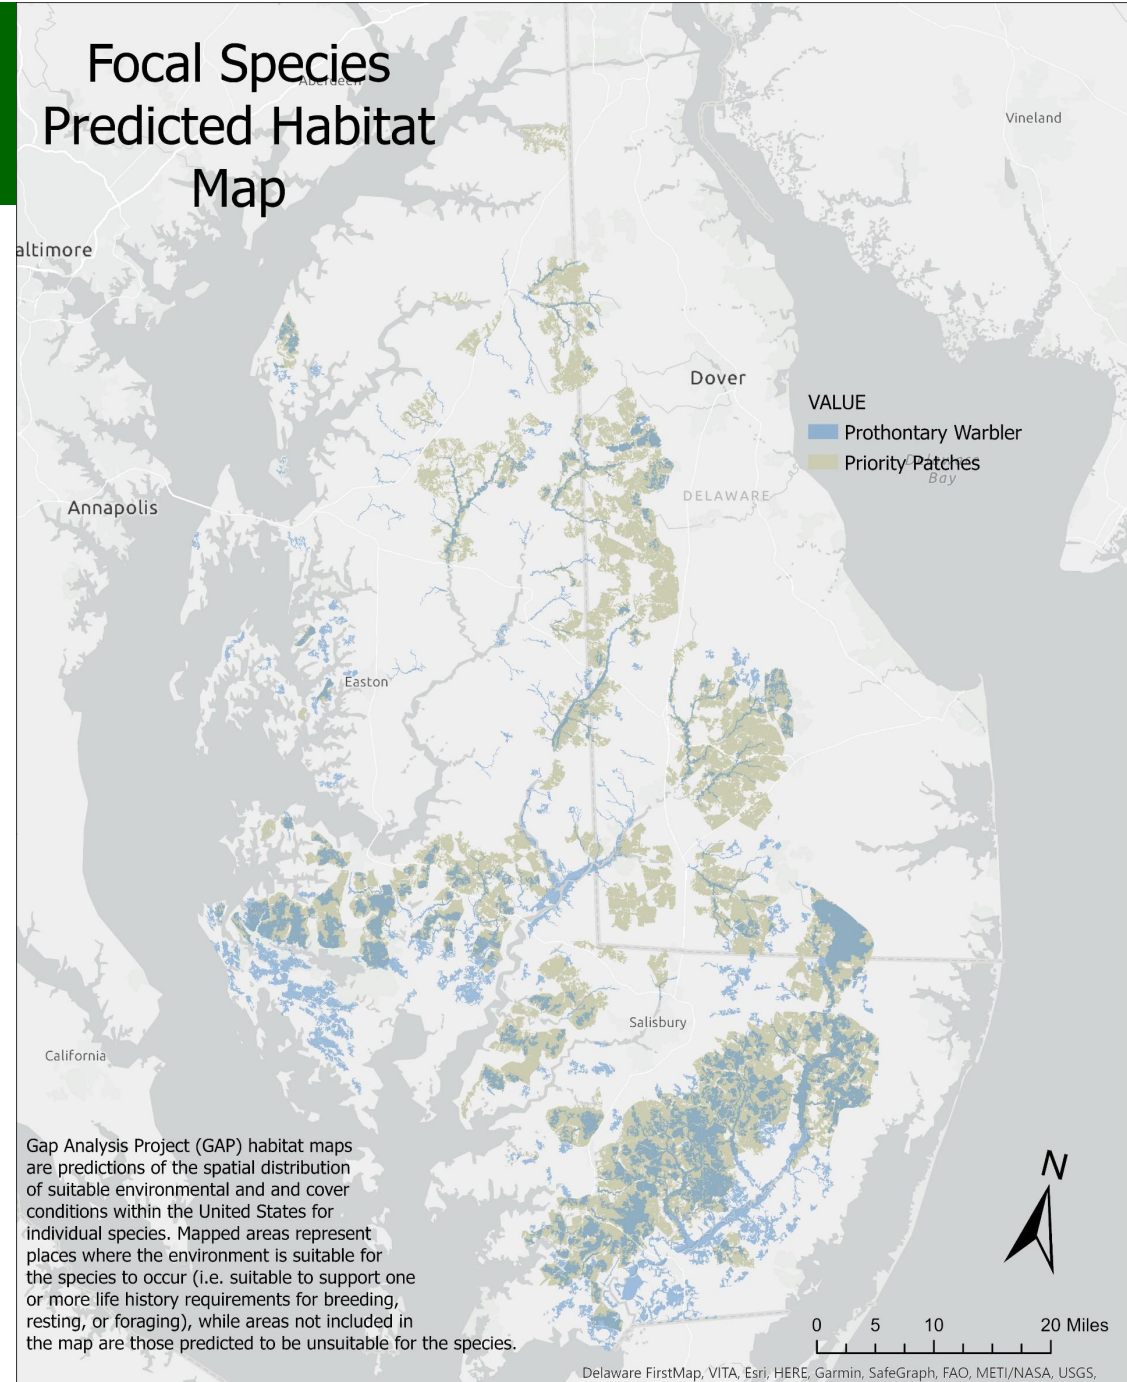 Focal Species
Predicted Habitat
Map
Aberdeen
Vineland
altimore
Dover
VALUE
Prothontary Warbler
Priority Patches
Delaware
Bay
DELAWARE
Annapolis
Easton
Salisbury
California
Gap Analysis Project (GAP) habitat maps
are predictions of the spatial distribution
of suitable environmental and and cover
conditions within the United States for
individual species. Mapped areas represent
places where the environment is suitable for
the species to occur (i.e. suitable to support one
or more life history requirements for breeding,
resting, or foraging), while areas not included in
the map are those predicted to be unsuitable for the species.
N
0 5 10 20 Miles
Delaware FirstMap, VITA, Esri, HERE, Garmin, SafeGraph, FAO, METI/NASA, USGS,